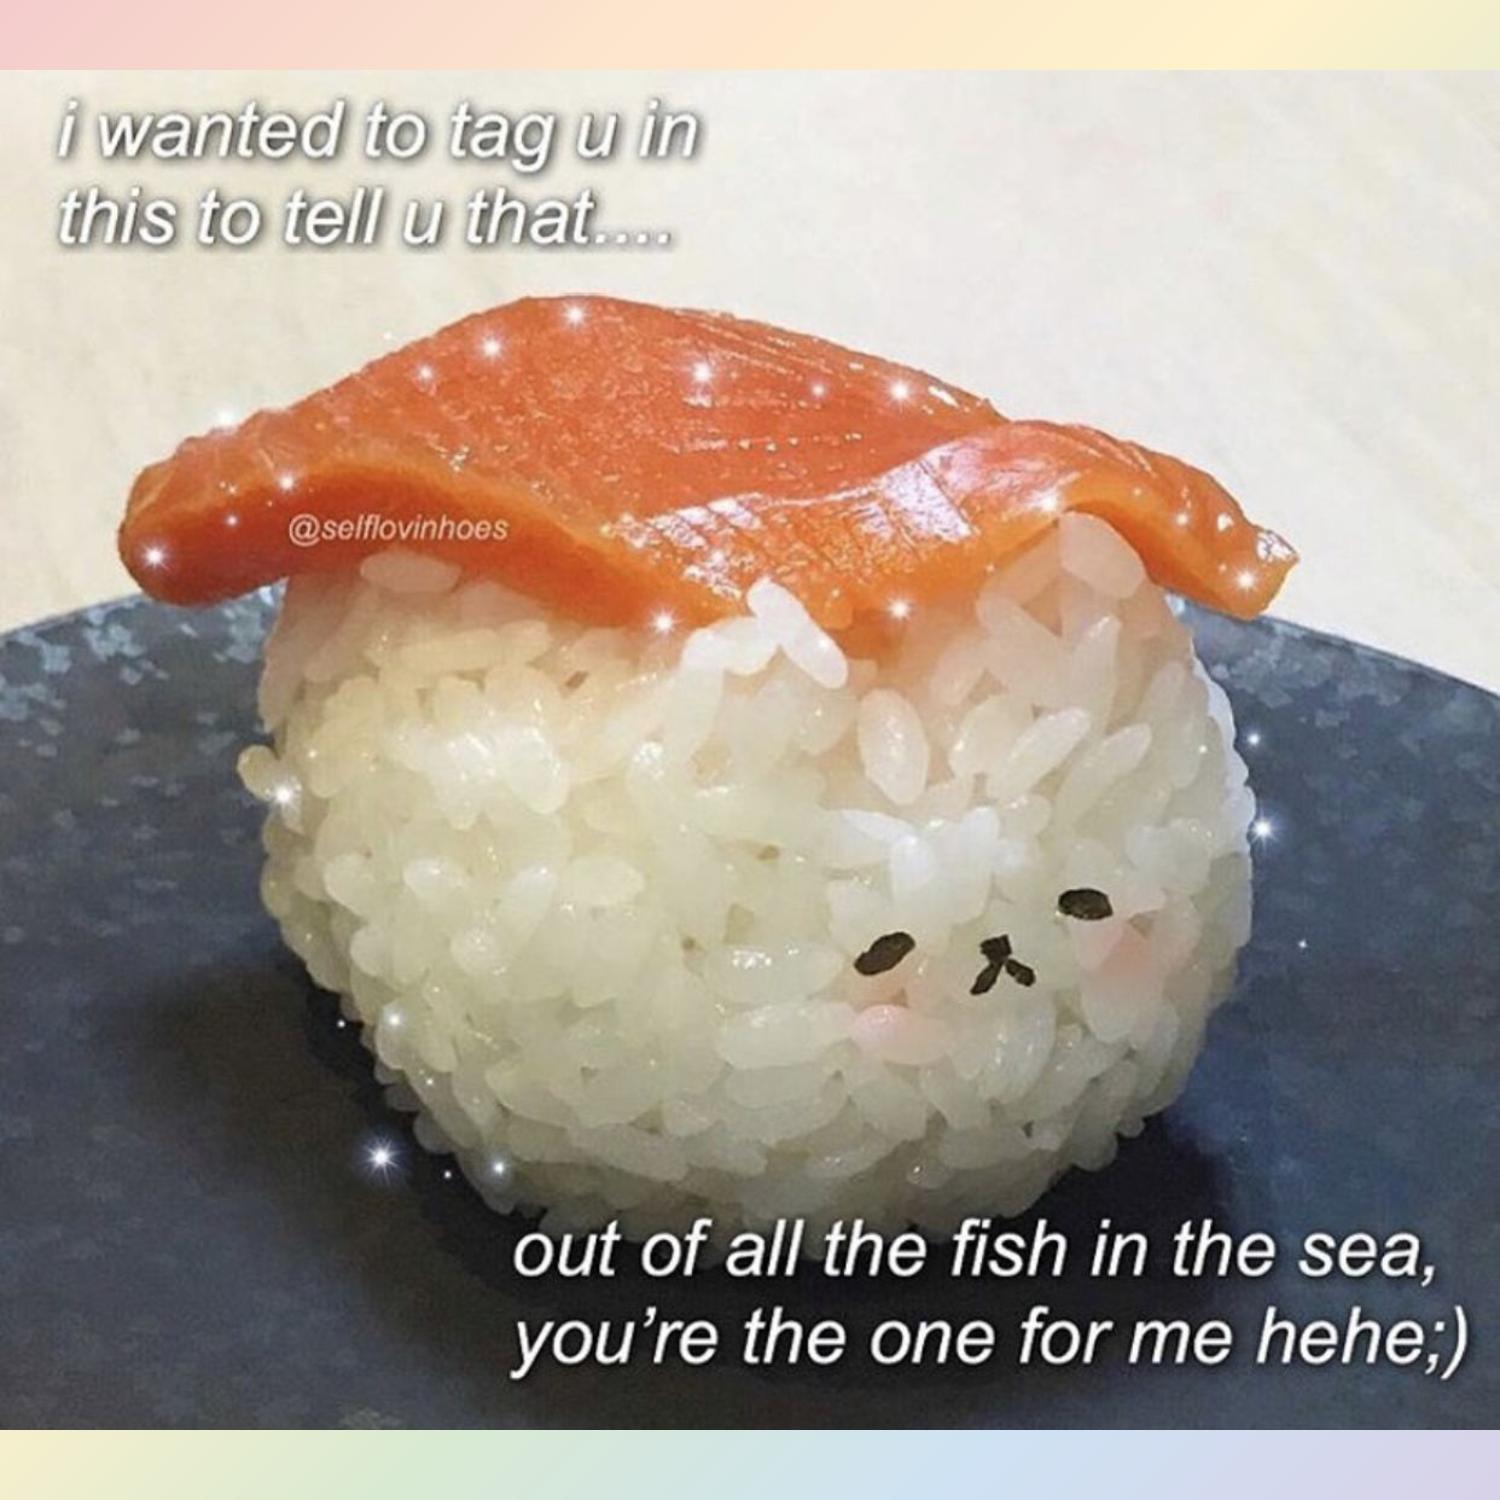 i wanted to tag u in
this to tell u that....
@selflovinhoes
out of all the fish in the sea,
you’re the one for me hehe;)